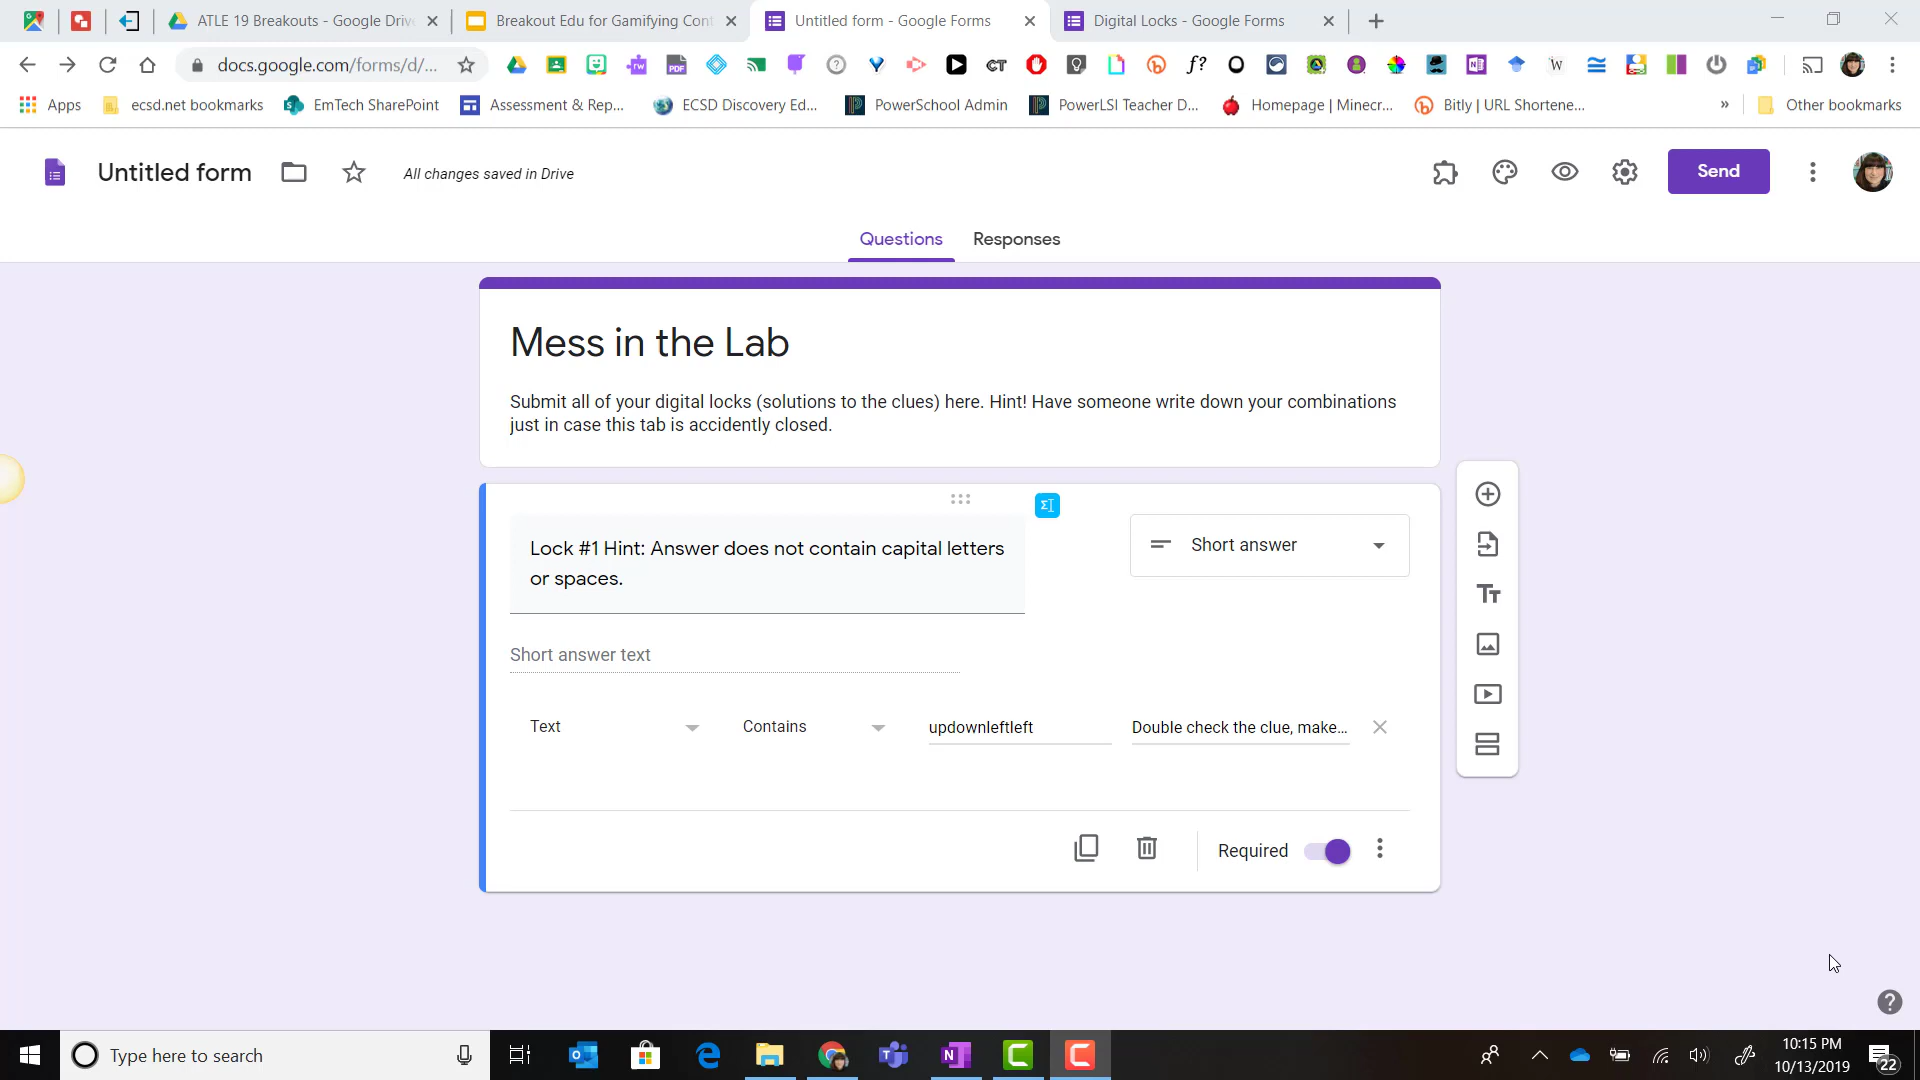 ATLE 19 Breakouts - Google Driv
Breakout Edu for Gamifying Cont
Untitled form - Google Forms
Digital Locks - Google Forms
docs.google.com/forms/d/...
Apps
ecsd.net bookmarks
EmTech SharePoint
Assessment & Rep...
ECSD Discovery Ed...
PowerSchool Admin
PowerLSI Teacher D...
Homepage | Minecr...
Bitly | URL Shortene...
»
Other bookmarks
Untitled form
All changes saved in Drive
Send
Questions
Responses
Mess in the Lab
Submit all of your digital locks (solutions to the clues) here. Hint! Have someone write down your combinations
just in case this tab is accidently closed.
Lock #1 Hint: Answer does not contain capital letters
or spaces.
Short answer
Short answer text
Text
Contains
updownleftleft
Double check the clue, make...
Required
Type here to search
10:15 PM
10/13/2019
22